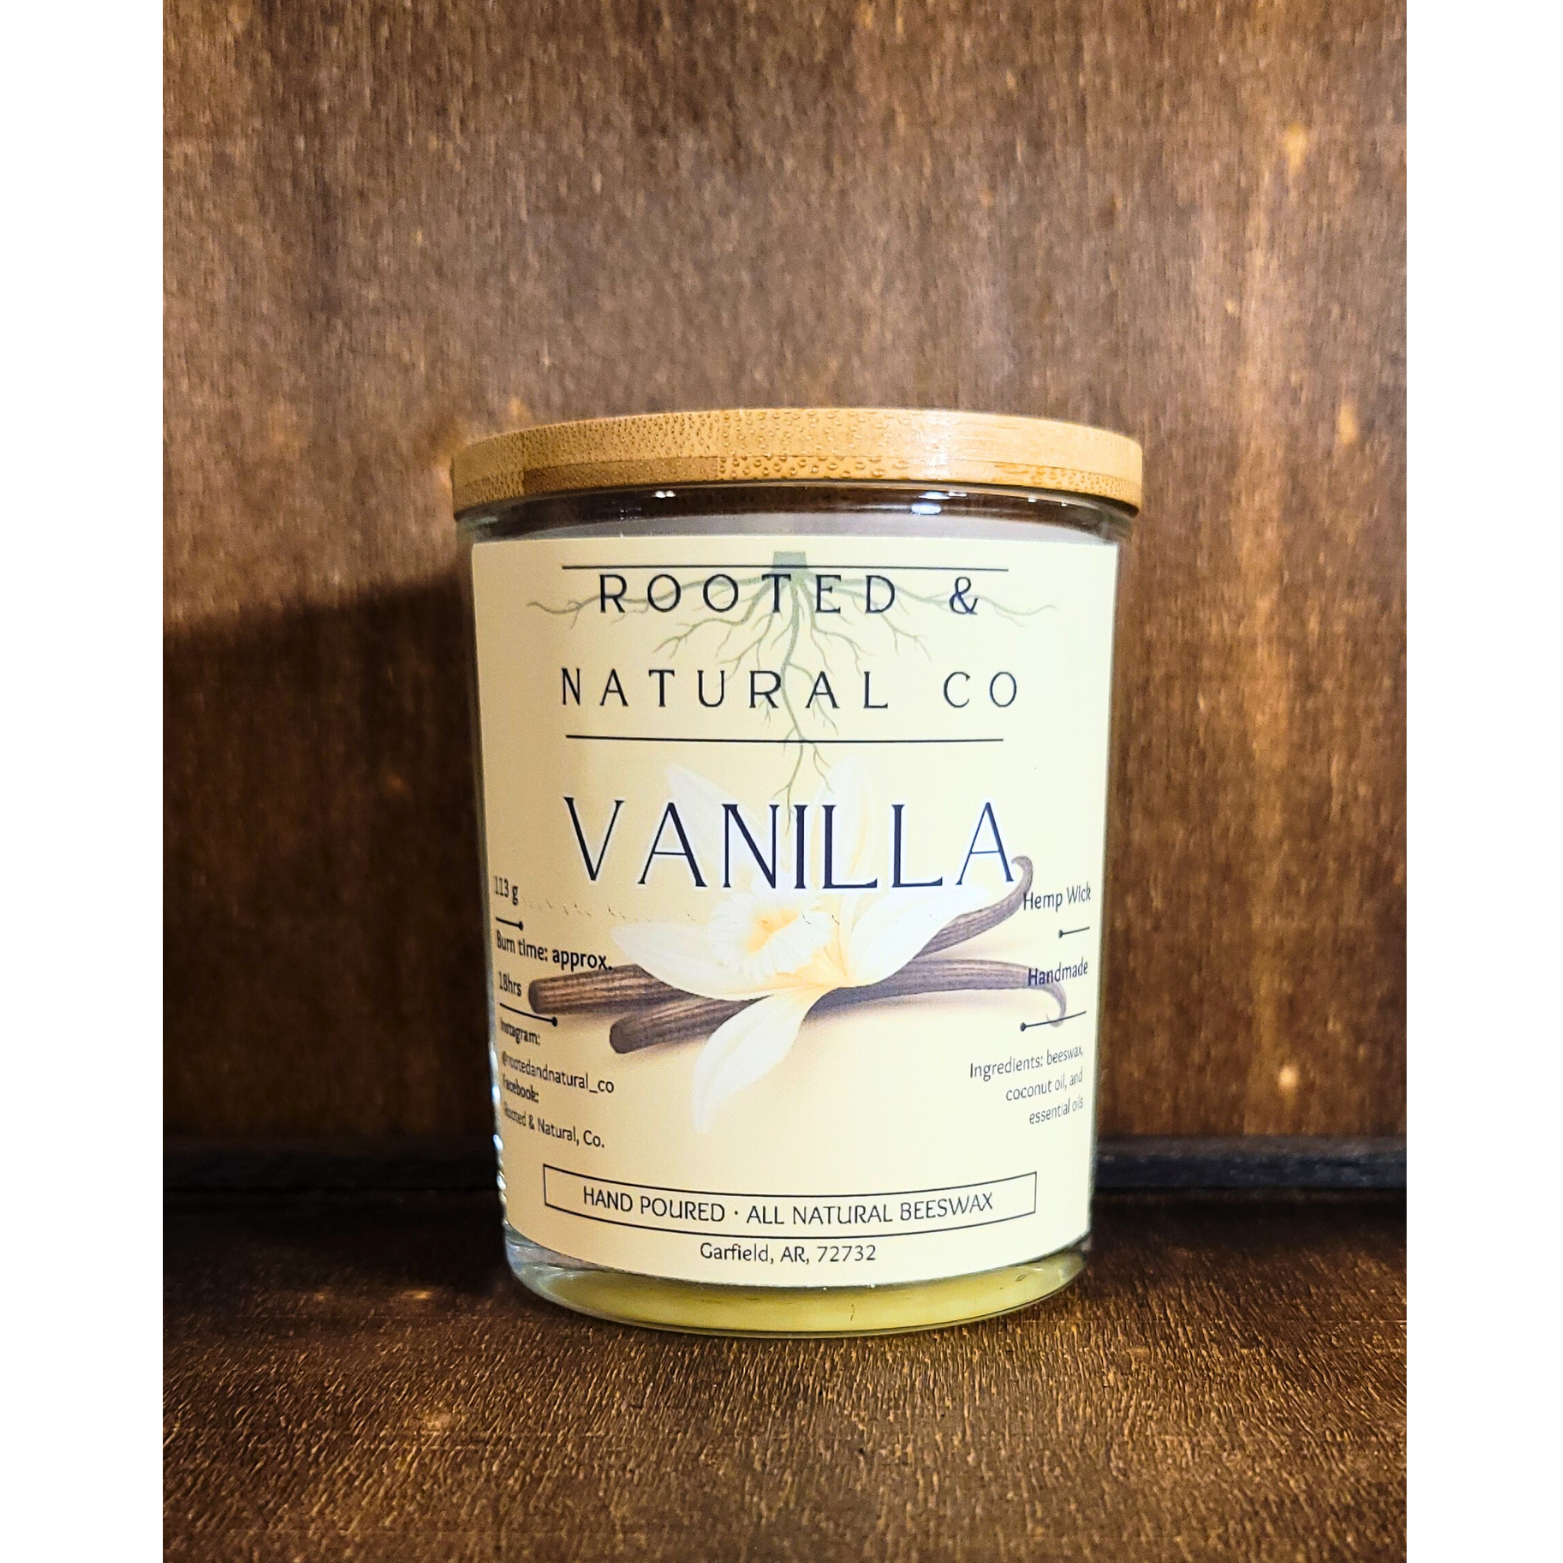 ROOTED &
NATURAL CO
VANILLA
113 g
Burn time: approx.
18hrs
Instagram:
@rootedandnatural_co
Facebook:
Rooted & Natural, Co.
Hemp Wick
Handmade
Ingredients: beeswax,
coconut oil, and
essential oils
HAND POURED · ALL NATURAL BEESWAX
Garfield, AR, 72732